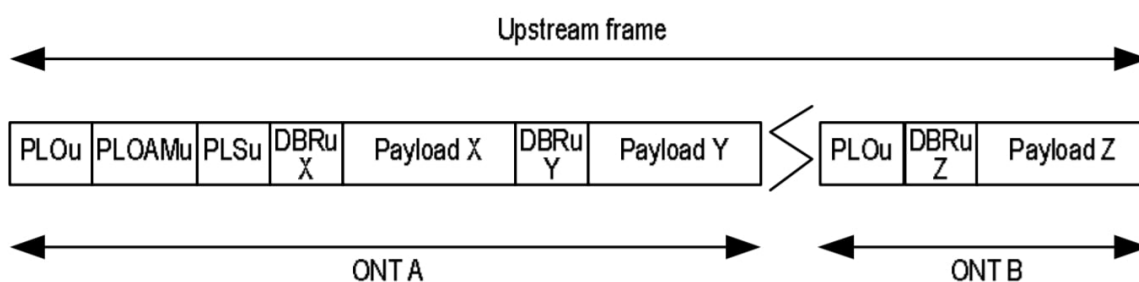 Upstream frame
PLOu PLOAMu PLSu DBRu X Payload X DBRu Y Payload Y PLOu DBRu Z Payload Z
ONT A ONT B